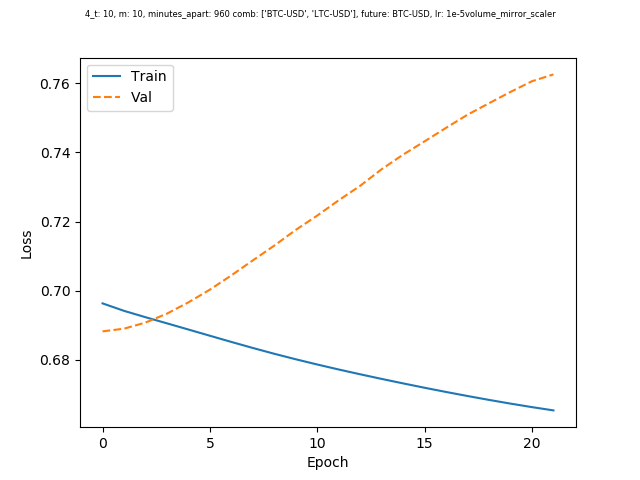 4_t: 10, m: 10, minutes_apart: 960 comb: ['BTC-USD', 'LTC-USD'], future: BTC-USD, lr: 1e-5volume_mirror_scaler
Train
Val
0.76
0.74
0.72
0.70
0.68
Loss
0
5
10
15
20
Epoch